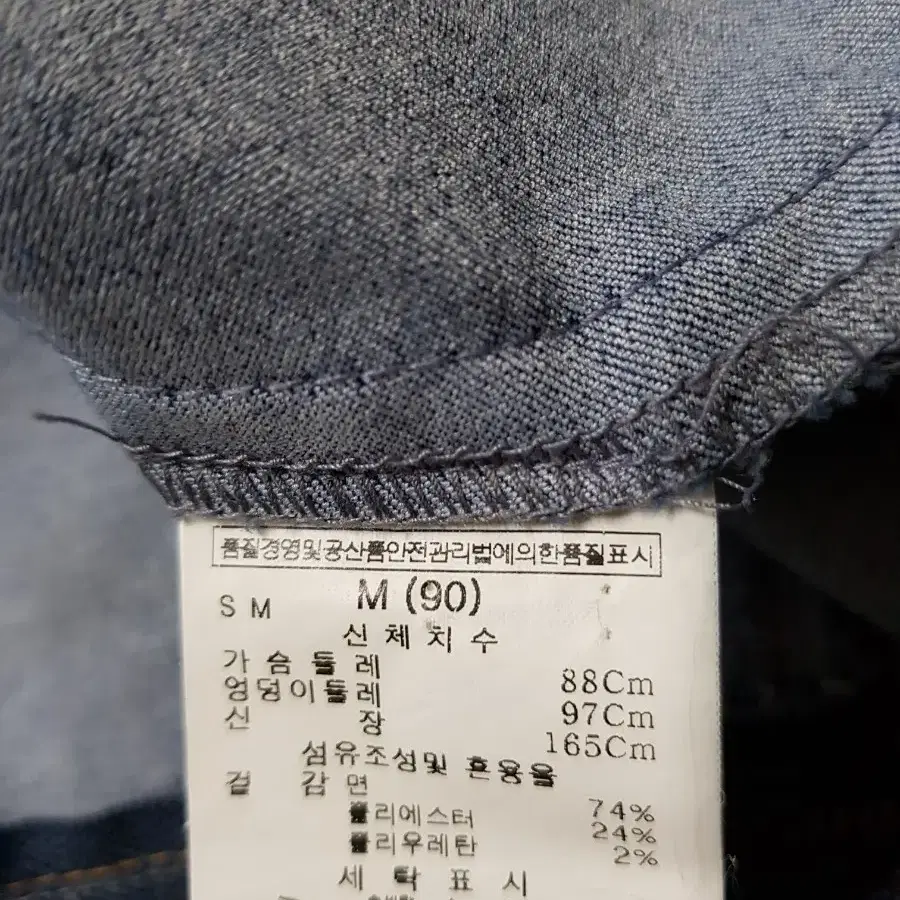 품질경영및공산품안전관리법에의한품질표시
S M M (90)
신체치수
가슴둘레 88Cm
엉덩이둘레 97Cm
신장 165Cm
섬유조성및 혼용율
겉감 면 74%
폴리에스터 24%
폴리우레탄 2%
세탁표시